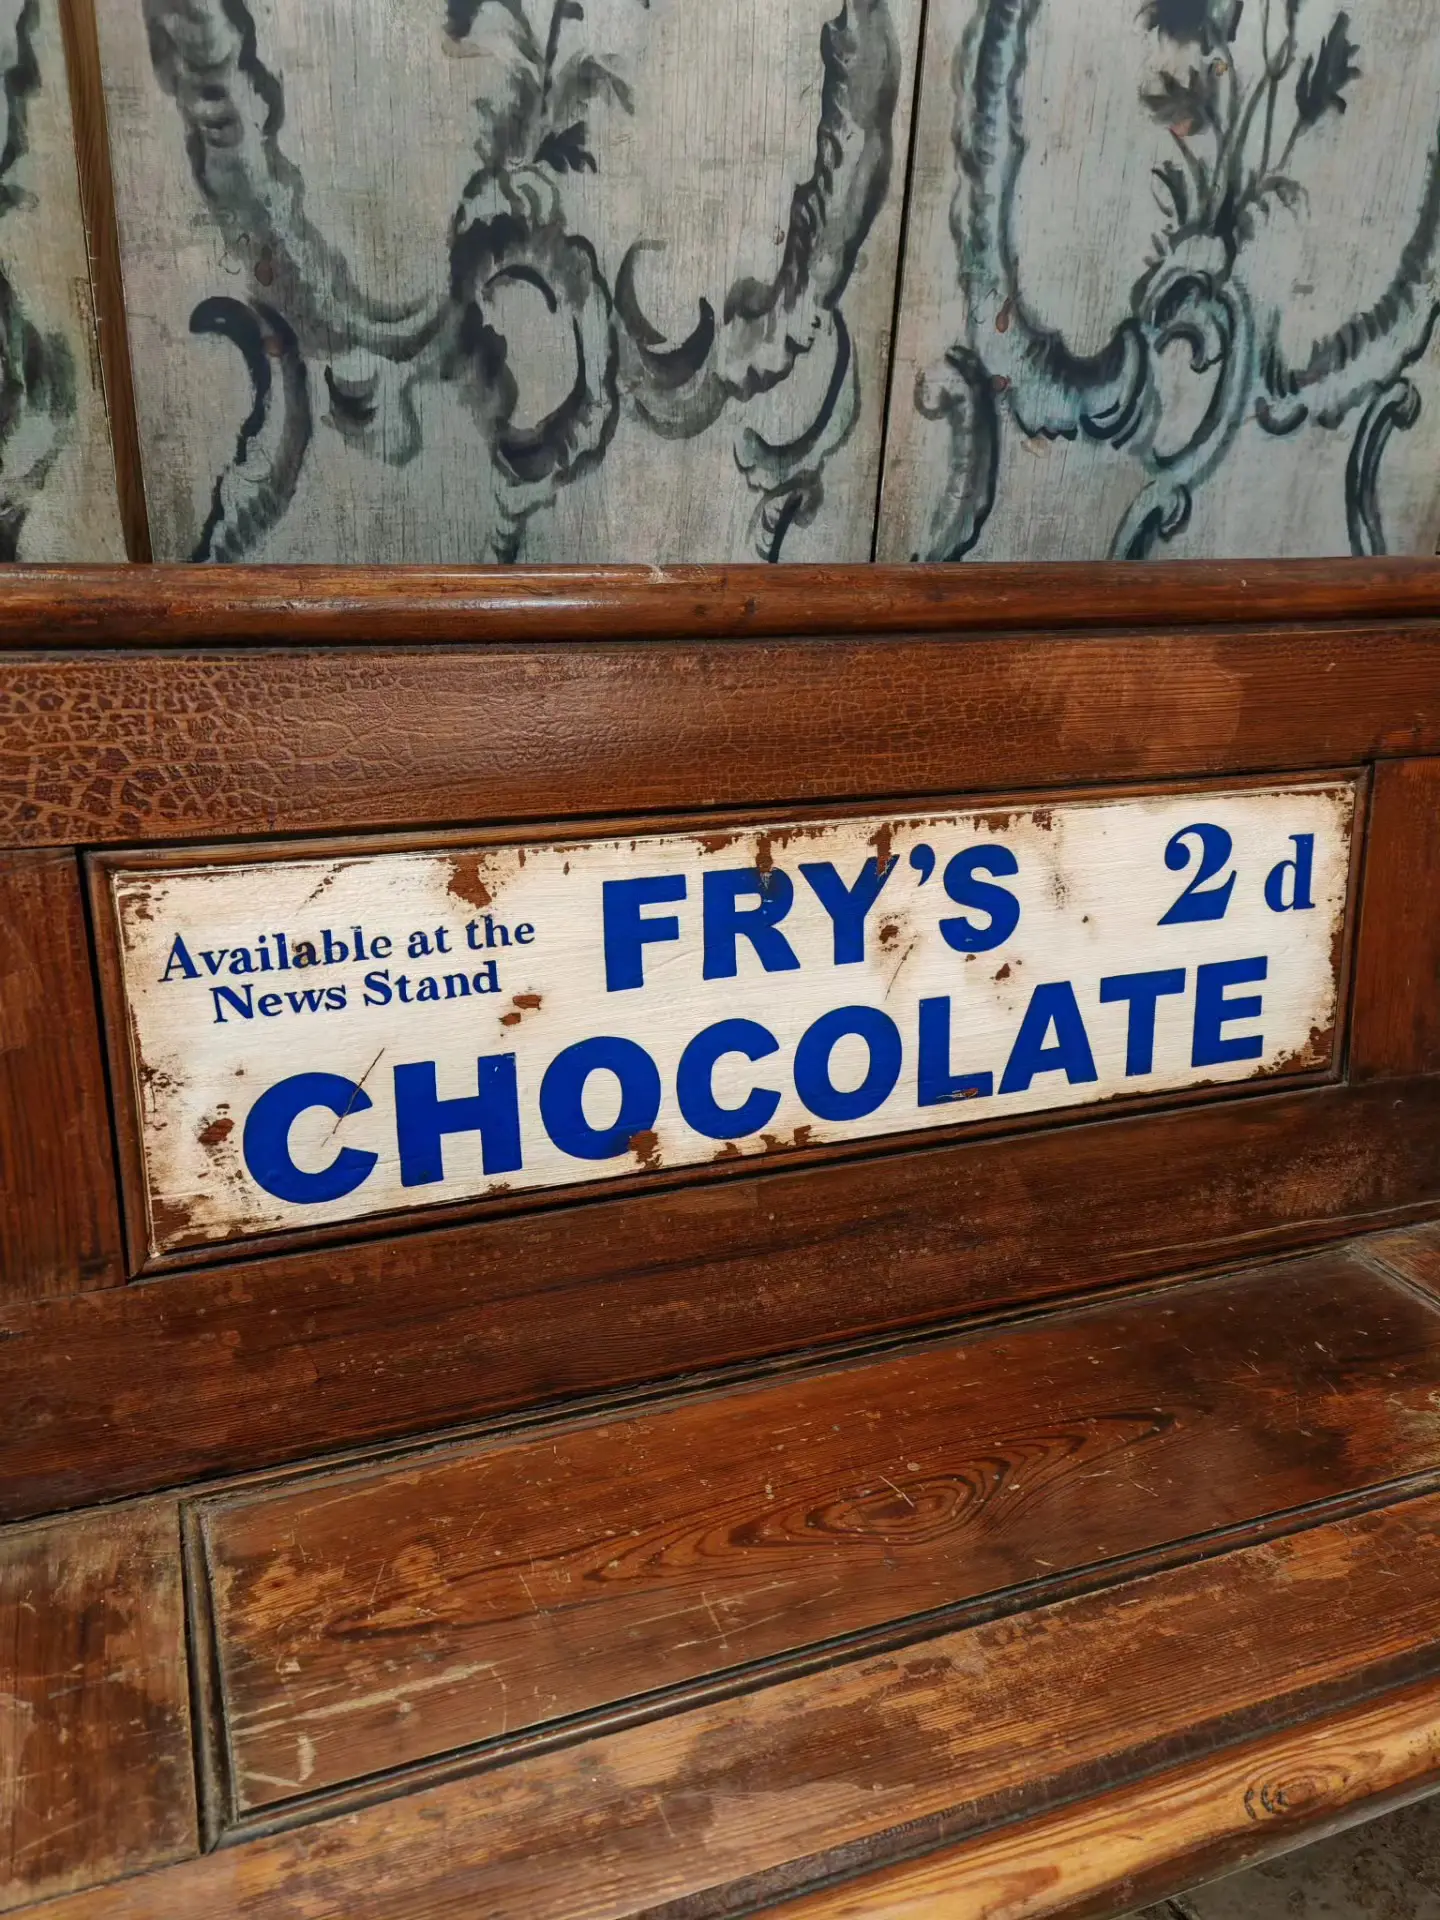 Available at the
News Stand
FRY'S
2d
CHOCOLATE